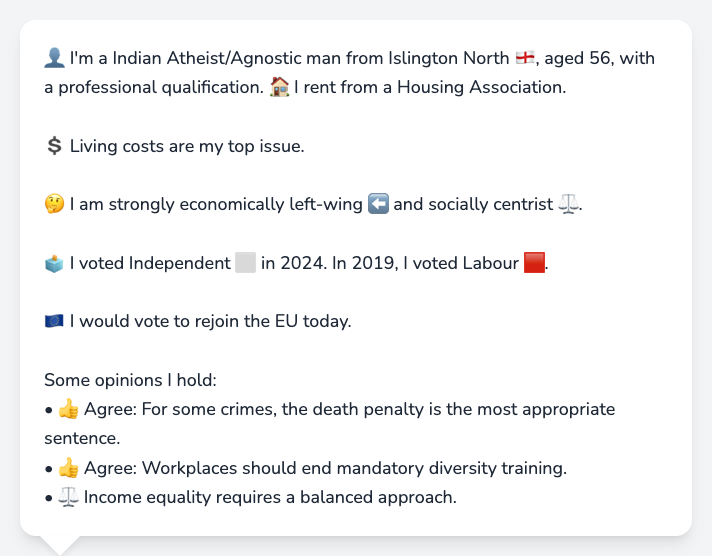 👤 I'm a Indian Atheist/Agnostic man from Islington North 🏴󠁧󠁢󠁥󠁮󠁧󠁿, aged 56, with
a professional qualification. 🏠 I rent from a Housing Association.
💲 Living costs are my top issue.
🤔 I am strongly economically left-wing ⬅️ and socially centrist ⚖️.
🗳️ I voted Independent ⬜ in 2024. In 2019, I voted Labour 🟥.
🇪🇺 I would vote to rejoin the EU today.
Some opinions I hold:
• 👍 Agree: For some crimes, the death penalty is the most appropriate
sentence.
• 👍 Agree: Workplaces should end mandatory diversity training.
• ⚖️ Income equality requires a balanced approach.